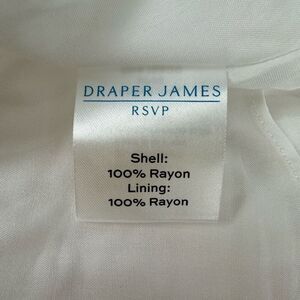 DRAPER JAMES
RSVP
Shell:
100% Rayon
Lining:
100% Rayon